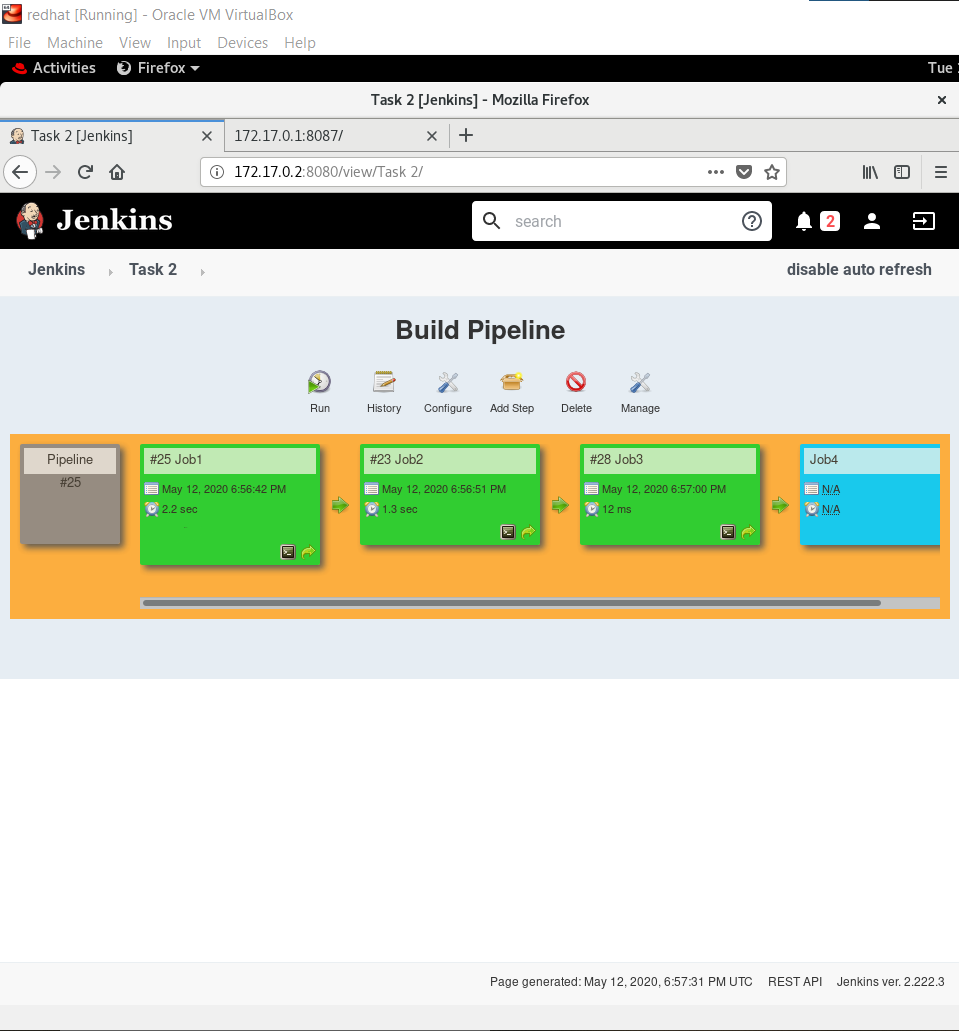 redhat [Running] - Oracle VM VirtualBox
File Machine View Input Devices Help
Activities Firefox Tue
Task 2 [Jenkins] - Mozilla Firefox
Task 2 [Jenkins] 172.17.0.1:8087/
172.17.0.2:8080/view/Task 2/
Jenkins search 2
Jenkins Task 2 disable auto refresh
Build Pipeline
Run History Configure Add Step Delete Manage
Pipeline #25 Job1 #23 Job2 #28 Job3 Job4
#25 May 12, 2020 6:56:42 PM May 12, 2020 6:56:51 PM May 12, 2020 6:57:00 PM N/A
2.2 sec 1.3 sec 12 ms N/A
Page generated: May 12, 2020, 6:57:31 PM UTC REST API Jenkins ver. 2.222.3